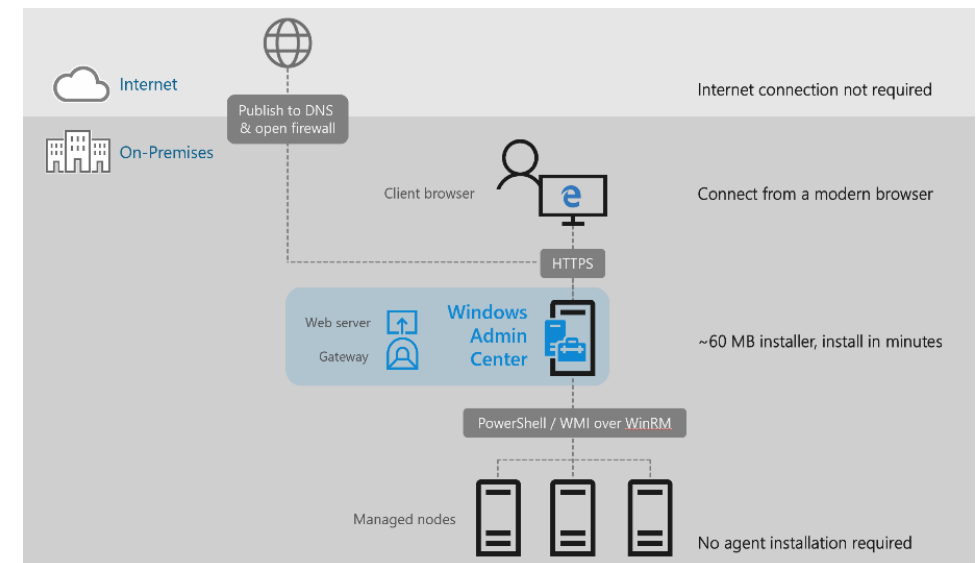 Internet
Internet connection not required
Publish to DNS
& open firewall
On-Premises
Client browser
Connect from a modern browser
HTTPS
Web server
Gateway
Windows
Admin
Center
~60 MB installer, install in minutes
PowerShell / WMI over WinRM
Managed nodes
No agent installation required